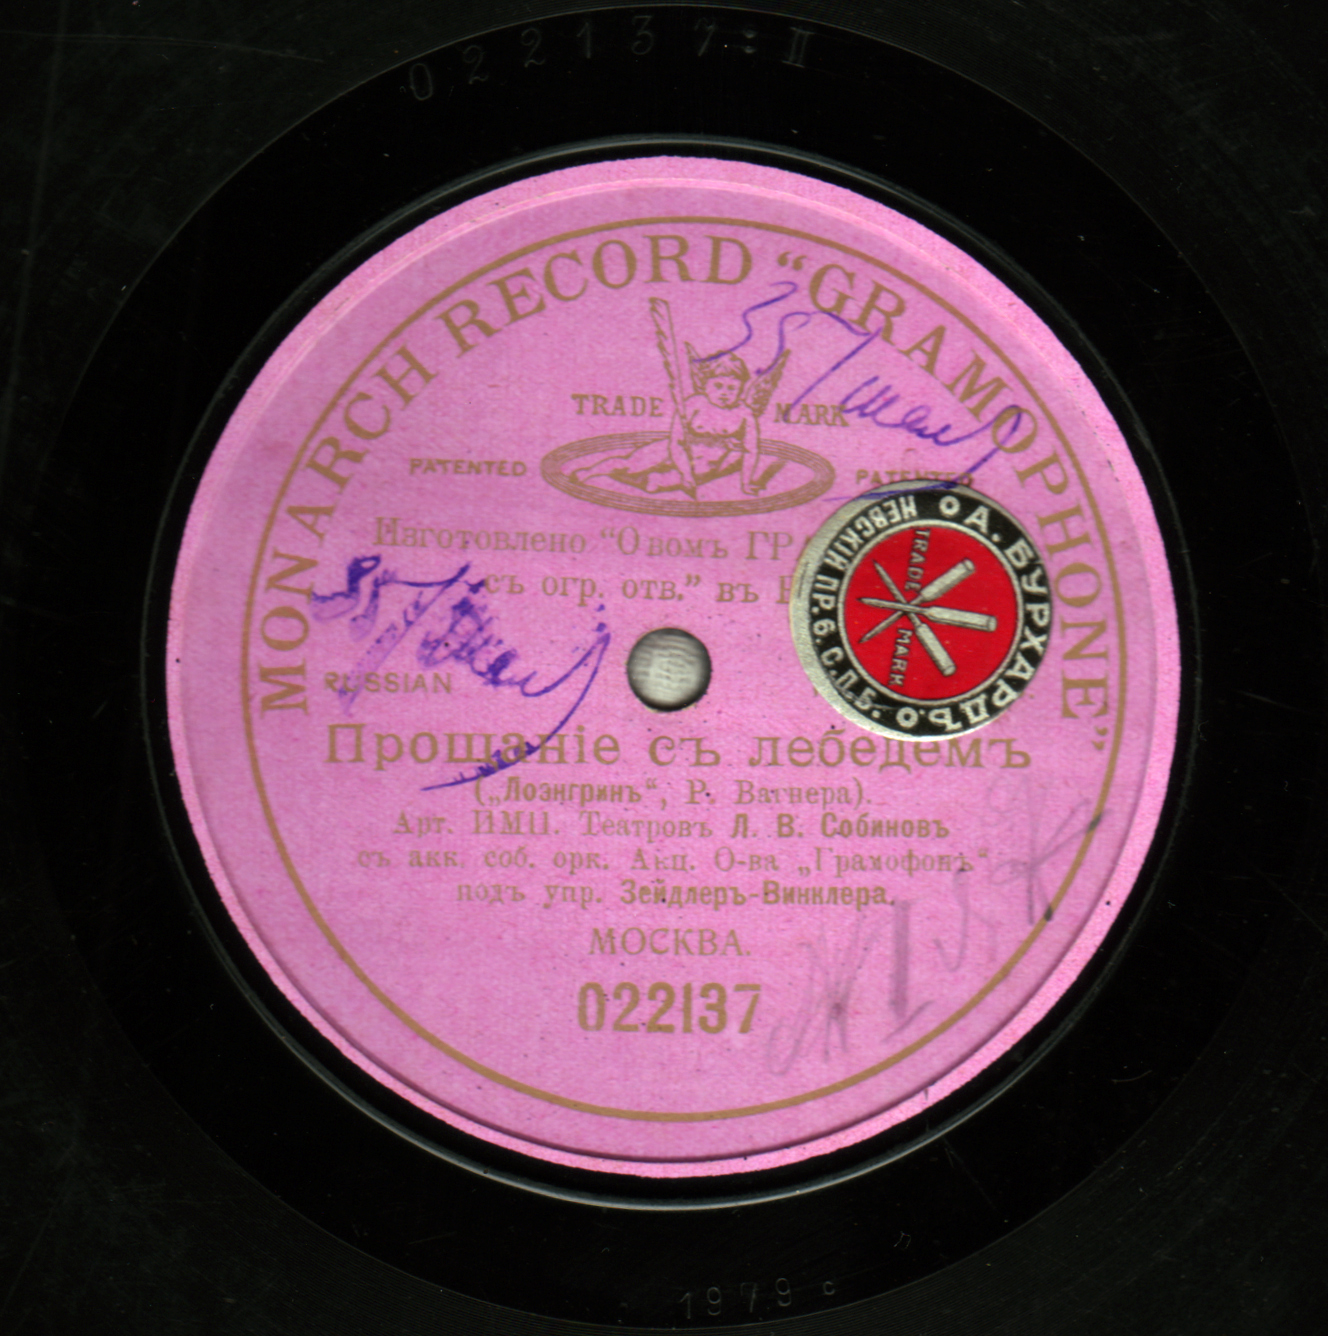 022137:II
MONARCH RECORD “GRAMOPHONE”
TRADE MARK
PATENTED PATENTED
Изготовлено “Овомъ ГР
съ огр. отв.” въ
А. БУРХАРДЪ.
НЕВСКІЙ ПР. 6. С.П.Б.
TRADE MARK
RUSSIAN
Прощаніе съ лебедемъ
(„Лоэнгринъ“, Р. Вагнера).
Арт. ИМП. Театровъ Л. В. Собиновъ
съ акк. соб. орк. Акц. О-ва „Грамофонъ“
подъ упр. Зейдлеръ-Винклера.
МОСКВА.
022137
1979 c